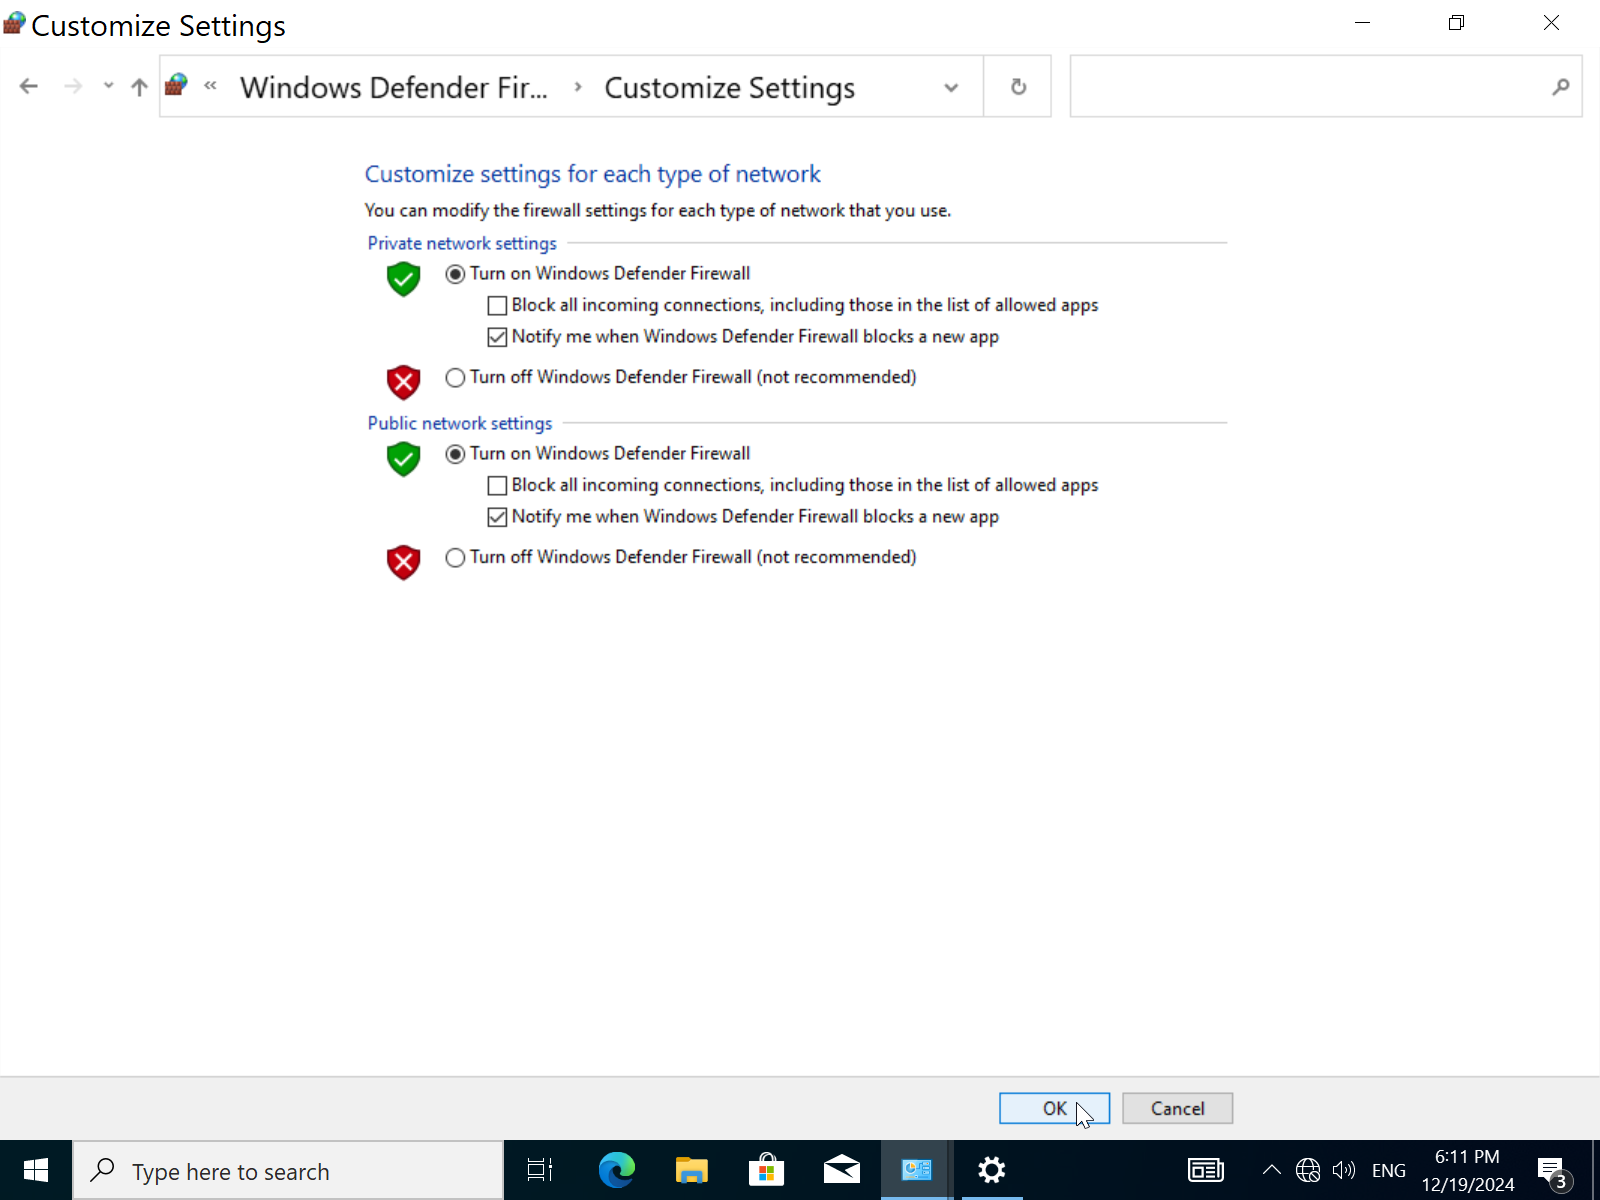 Customize Settings
« Windows Defender Fir... › Customize Settings
Customize settings for each type of network
You can modify the firewall settings for each type of network that you use.
Private network settings
Turn on Windows Defender Firewall
Block all incoming connections, including those in the list of allowed apps
Notify me when Windows Defender Firewall blocks a new app
Turn off Windows Defender Firewall (not recommended)
Public network settings
Turn on Windows Defender Firewall
Block all incoming connections, including those in the list of allowed apps
Notify me when Windows Defender Firewall blocks a new app
Turn off Windows Defender Firewall (not recommended)
OK Cancel
Type here to search
ENG
6:11 PM
12/19/2024
3